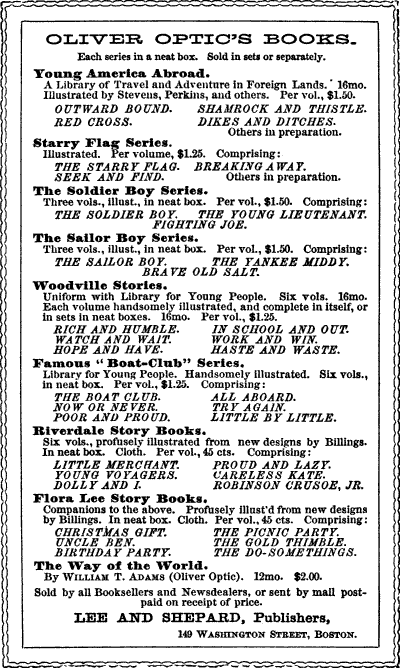 OLIVER OPTIC'S BOOKS.
Each series in a neat box. Sold in sets or separately.
Young America Abroad.
A Library of Travel and Adventure in Foreign Lands. 16mo.
Illustrated by Stevens, Perkins, and others. Per vol., $1.50.
OUTWARD BOUND. SHAMROCK AND THISTLE.
RED CROSS. DIKES AND DITCHES.
Others in preparation.
Starry Flag Series.
Illustrated. Per volume, $1.25. Comprising:
THE STARRY FLAG. BREAKING AWAY.
SEEK AND FIND. Others in preparation.
The Soldier Boy Series.
Three vols., illust., in neat box. Per vol., $1.50. Comprising:
THE SOLDIER BOY. THE YOUNG LIEUTENANT.
FIGHTING JOE.
The Sailor Boy Series.
Three vols., illust., in neat box. Per vol., $1.50. Comprising:
THE SAILOR BOY. THE YANKEE MIDDY.
BRAVE OLD SALT.
Woodville Stories.
Uniform with Library for Young People. Six vols. 16mo.
Each volume handsomely illustrated, and complete in itself, or
in sets in neat boxes. 16mo. Per vol., $1.25.
RICH AND HUMBLE. IN SCHOOL AND OUT.
WATCH AND WAIT. WORK AND WIN.
HOPE AND HAVE. HASTE AND WASTE.
Famous "Boat-Club" Series.
Library for Young People. Handsomely illustrated. Six vols.,
in neat box. Per vol., $1.25. Comprising:
THE BOAT CLUB. ALL ABOARD.
NOW OR NEVER. TRY AGAIN.
POOR AND PROUD. LITTLE BY LITTLE.
Riverdale Story Books.
Six vols., profusely illustrated from new designs by Billings.
In neat box. Cloth. Per vol., 45 cts. Comprising:
LITTLE MERCHANT. PROUD AND LAZY.
YOUNG VOYAGERS. CARELESS KATE.
DOLLY AND I. ROBINSON CRUSOE, JR.
Flora Lee Story Books.
Companions to the above. Profusely illust'd from new designs
by Billings. In neat box. Cloth. Per vol., 45 cts. Comprising:
CHRISTMAS GIFT. THE PICNIC PARTY.
UNCLE BEN. THE GOLD THIMBLE.
BIRTHDAY PARTY. THE DO-SOMETHINGS.
The Way of the World.
By WILLIAM T. ADAMS (Oliver Optic). 12mo. $2.00.
Sold by all Booksellers and Newsdealers, or sent by mail post-
paid on receipt of price.
LEE AND SHEPARD, Publishers,
149 WASHINGTON STREET, BOSTON.